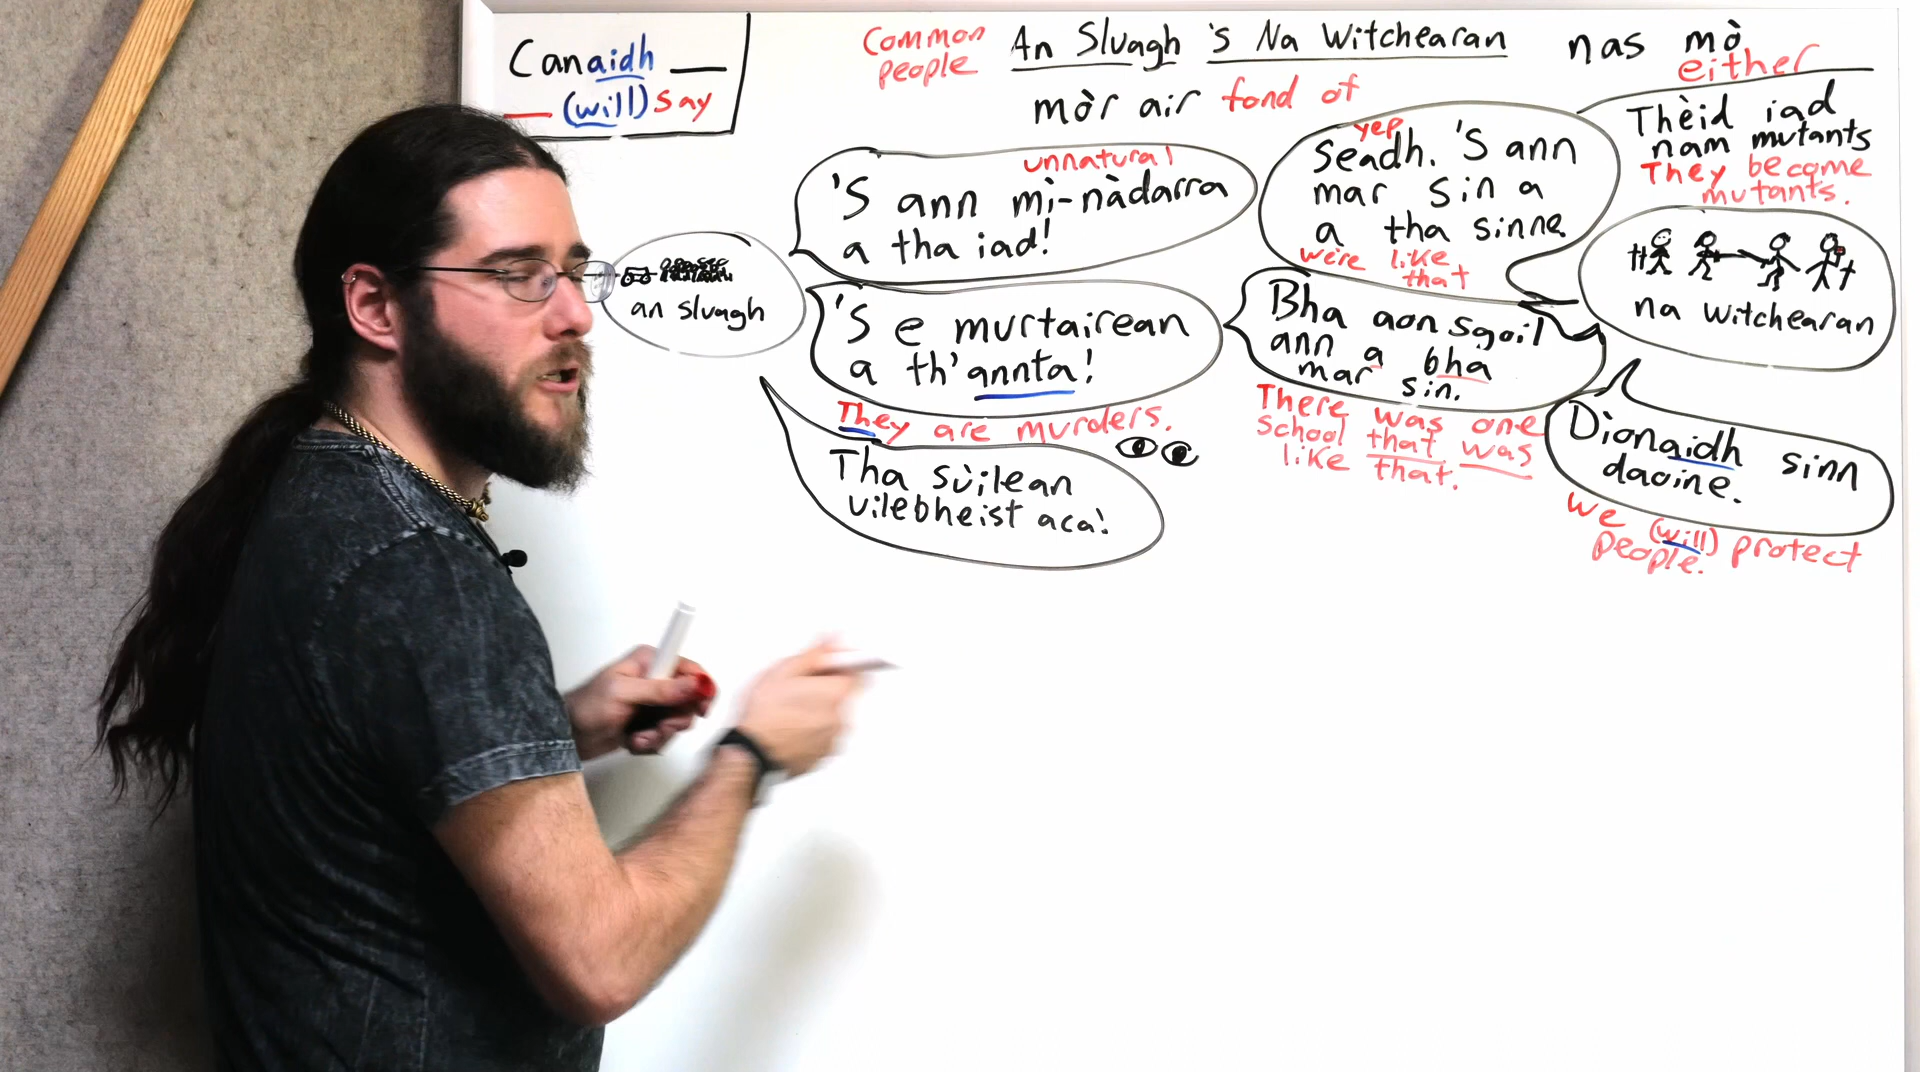 Canaidh
(will) say
Common
people
An Sluagh 's Na Witchearan
mòr air fond of
nas mò
either
Thèid iad
nam mutants
They become
mutants.
unnatural
'S ann mì-nàdarra
a tha iad!
yep
Seadh. 'S ann
mar sin a
a tha sinne.
we're like
that
an sluagh
na witchearan
'S e murtairean
a th'annta!
They are murders.
Bha aon sgoil
ann a bha
mar sin.
There was one
school that was
like that.
Tha sùilean
uilebheist aca!
Dìonaidh sinn
daoine.
we (will) protect
people.